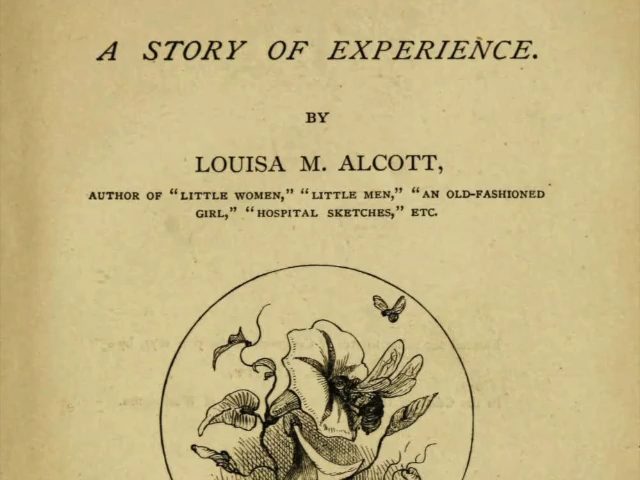 A STORY OF EXPERIENCE.
BY
LOUISA M. ALCOTT,
AUTHOR OF “LITTLE WOMEN,” “LITTLE MEN,” “AN OLD-FASHIONED
GIRL,” “HOSPITAL SKETCHES,” ETC.